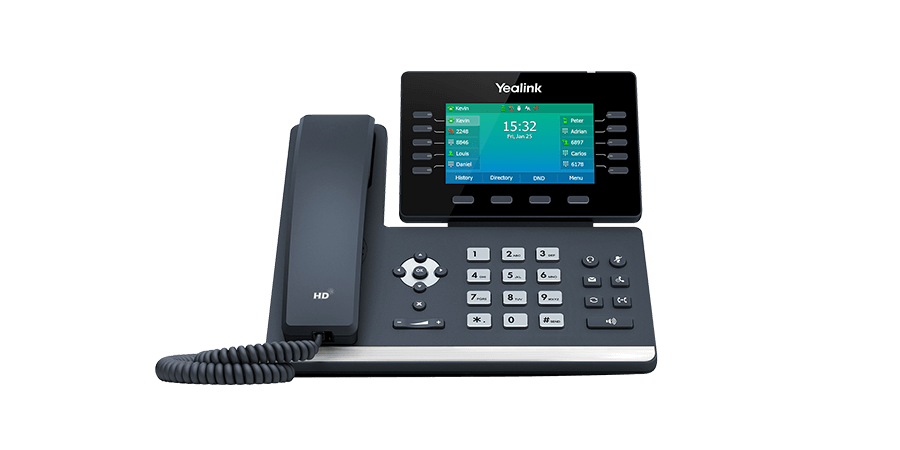 Yealink
Kevin
15:32
Fri, Jan.25
Kevin
2246
8846
Louis
Daniel
Peter
Adrian
6897
Carlos
6178
History Directory DND Menu
OK
1 2 ABC 3 DEF
4 GHI 5 JKL 6 MNO
7 PQRS 8 TUV 9 WXYZ
*. 0 # SEND
- +
HD